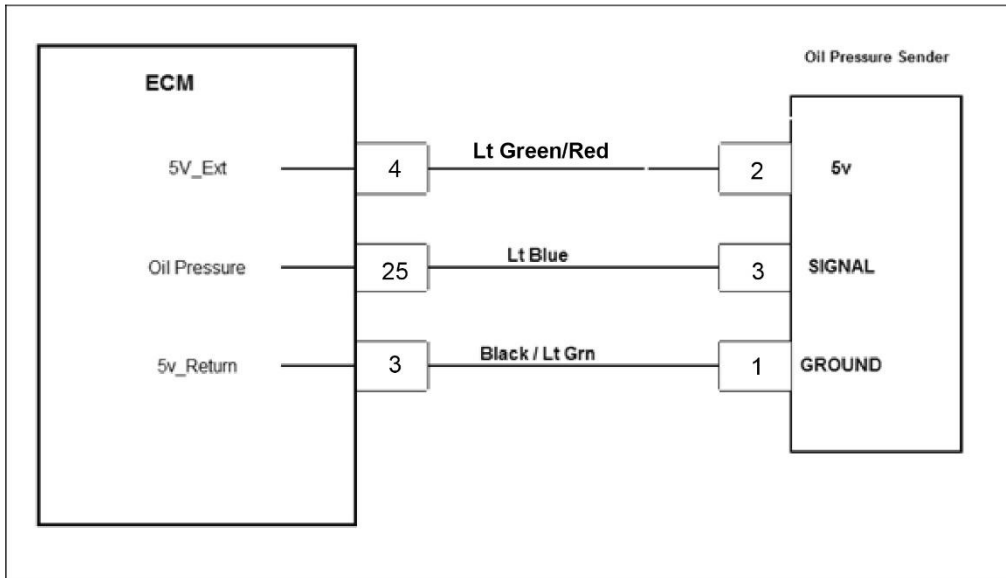 Oil Pressure Sender
ECM
5V_Ext
4
Lt Green/Red
2
5v
Oil Pressure
25
Lt Blue
3
SIGNAL
5v_Return
3
Black / Lt Grn
1
GROUND